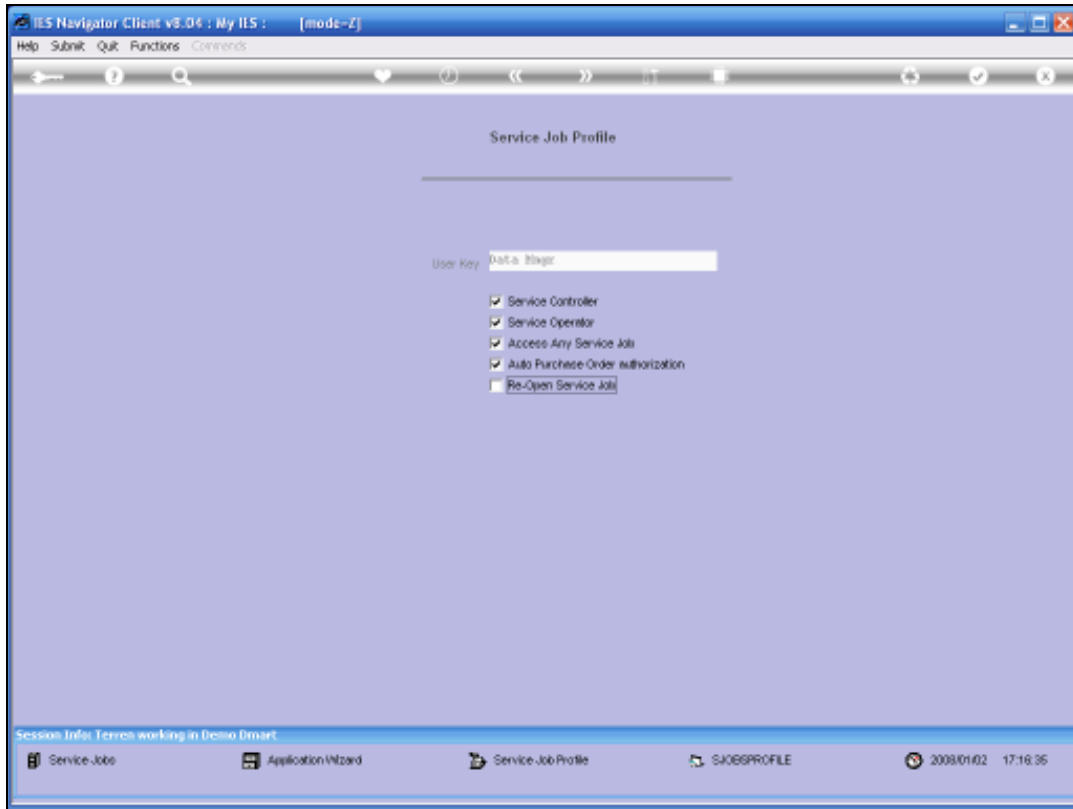 IES Navigator Client v8.04 : My IES : [mode=Z]
Help Submit Quit Functions Commands
Service Job Profile
User Key Data Mngr
Service Controller
Service Operator
Access Any Service Job
Auto Purchase Order authorization
Re-Open Service Job
Session Info: Terren working in Demo Dmart
Service Jobs Application Wizard Service Job Profile SJOBSPROFILE 2008/01/02 17:16:35